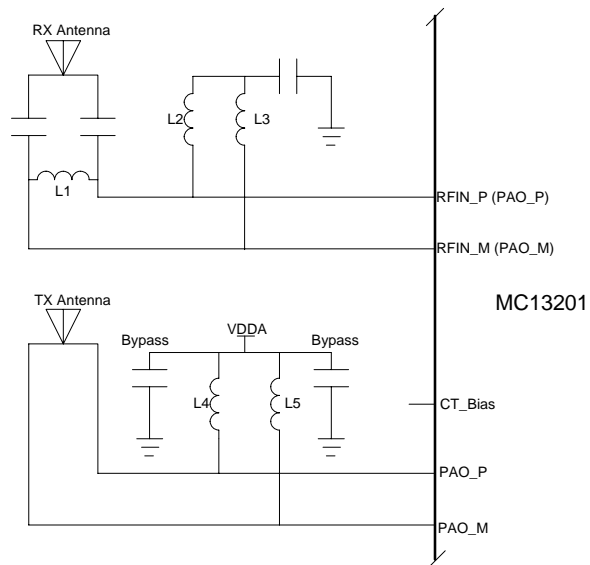 RX Antenna
L2
L3
L1
RFIN_P (PAO_P)
RFIN_M (PAO_M)
MC13201
TX Antenna
Bypass
VDDA
Bypass
L4
L5
CT_Bias
PAO_P
PAO_M